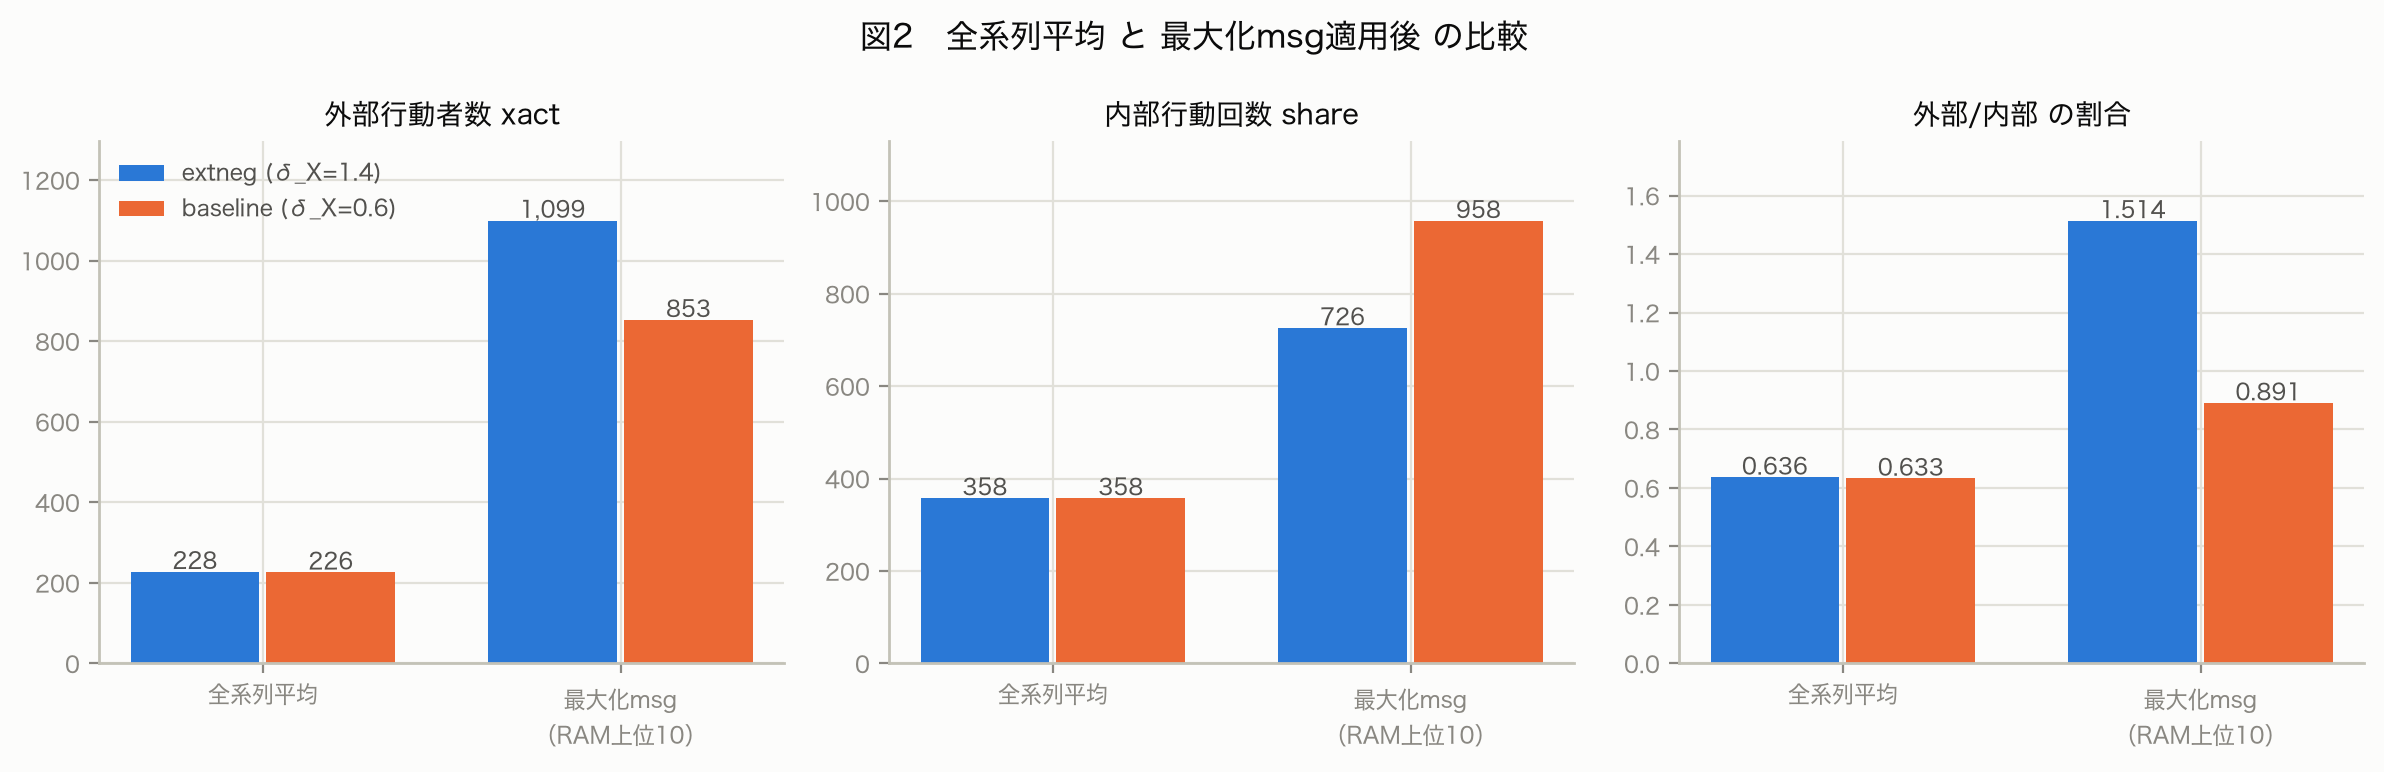 図2　全系列平均 と 最大化msg適用後 の比較
外部行動者数 xact
1200
1000
800
600
400
200
0
extneg (δ_X=1.4)
baseline (δ_X=0.6)
228
226
1,099
853
全系列平均
最大化msg
(RAM上位10)
内部行動回数 share
1000
800
600
400
200
0
358
358
726
958
全系列平均
最大化msg
(RAM上位10)
外部/内部 の割合
1.6
1.4
1.2
1.0
0.8
0.6
0.4
0.2
0.0
0.636
0.633
1.514
0.891
全系列平均
最大化msg
(RAM上位10)